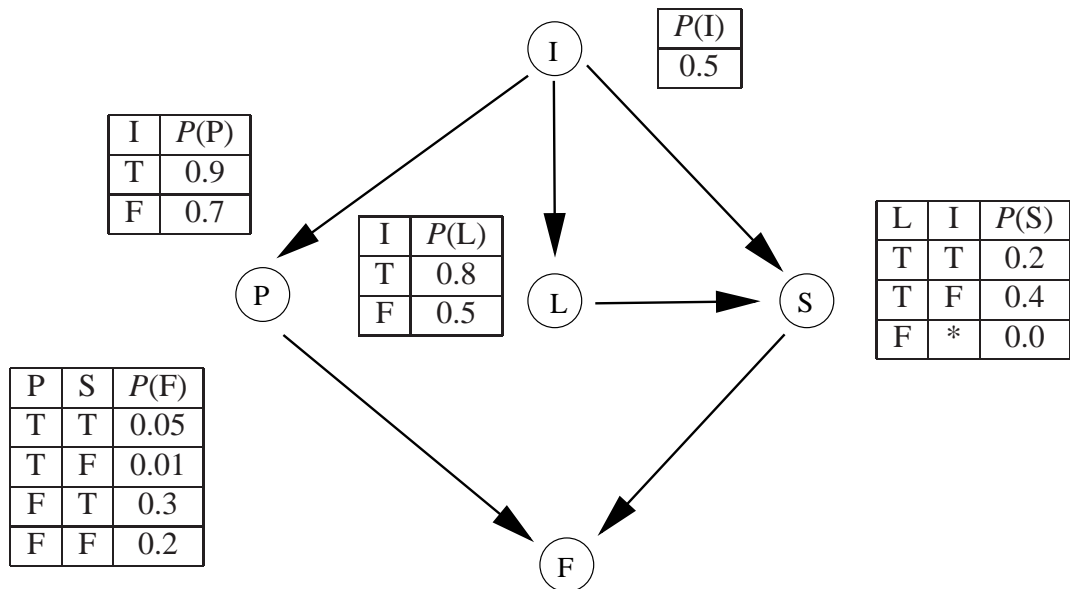 I
P(I)
0.5
I P(P)
T 0.9
F 0.7
I P(L)
T 0.8
F 0.5
L I P(S)
T T 0.2
T F 0.4
F * 0.0
P
L
S
P S P(F)
T T 0.05
T F 0.01
F T 0.3
F F 0.2
F